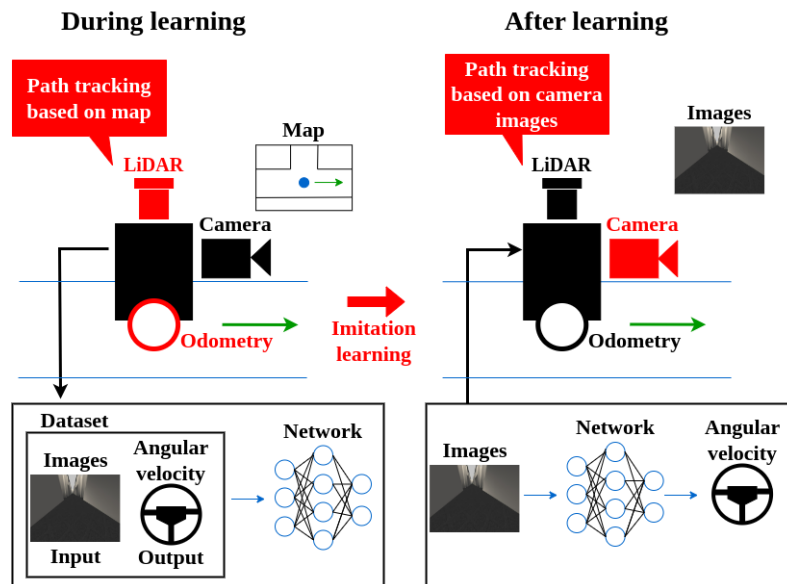 During learning
Path tracking
based on map
LiDAR
Map
Camera
Odometry
Dataset
Images
Input
Angular
velocity
Output
Network
Imitation
learning
After learning
Path tracking
based on camera
images
Images
LiDAR
Camera
Odometry
Images
Network
Angular
velocity